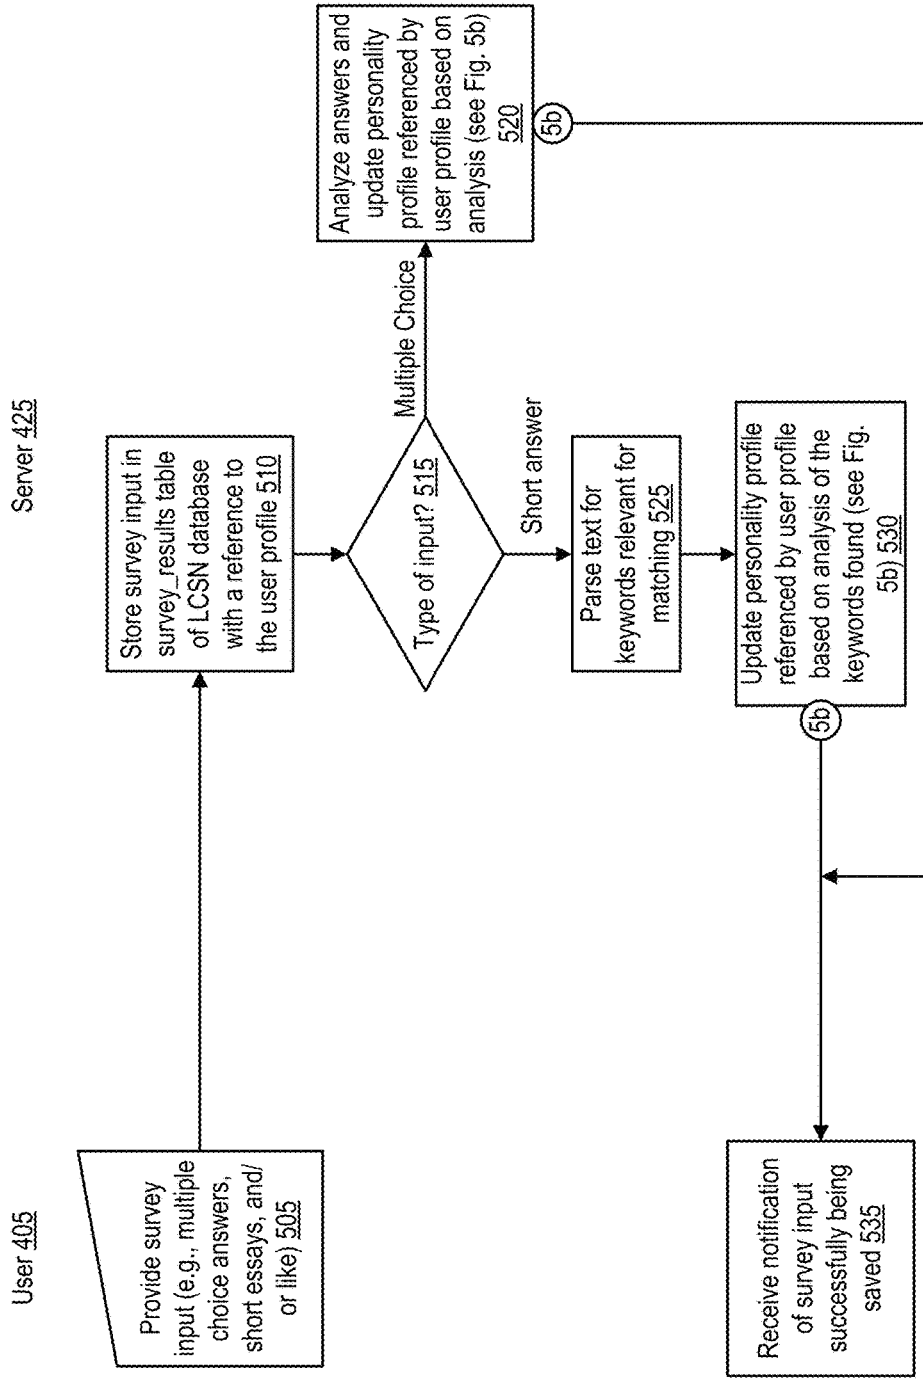 User 405
Server 425
Provide survey
input (e.g., multiple
choice answers,
short essays, and/
or like) 505
Store survey input in
survey_results table
of LCSN database
with a reference to
the user profile 510
Type of input? 515
Multiple Choice
Analyze answers and
update personality
profile referenced by
user profile based on
analysis (see Fig. 5b)
520
5b
Short answer
Parse text for
keywords relevant for
matching 525
Update personality profile
referenced by user profile
based on analysis of the
keywords found (see Fig.
5b) 530
5b
Receive notification
of survey input
successfully being
saved 535